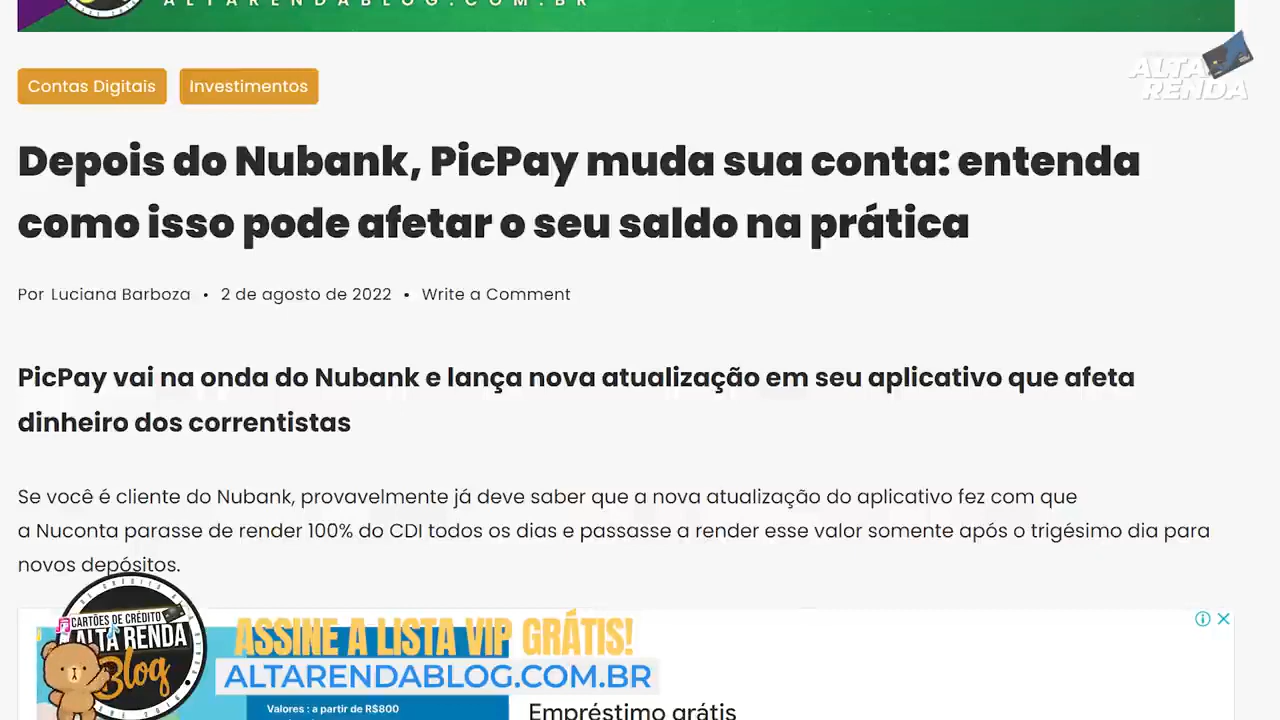 ALTARENDABLOG.COM.BR
ALTA
RENDA
Contas Digitais
Investimentos
Depois do Nubank, PicPay muda sua conta: entenda
como isso pode afetar o seu saldo na prática
Por Luciana Barboza • 2 de agosto de 2022 • Write a Comment
PicPay vai na onda do Nubank e lança nova atualização em seu aplicativo que afeta
dinheiro dos correntistas
Se você é cliente do Nubank, provavelmente já deve saber que a nova atualização do aplicativo fez com que
a Nuconta parasse de render 100% do CDI todos os dias e passasse a render esse valor somente após o trigésimo dia para
novos depósitos.
CARTÕES DE CRÉDITO
ALTA RENDA
Blog
ASSINE A LISTA VIP GRÁTIS!
ALTARENDABLOG.COM.BR
Valores : a partir de R$800
Empréstimo grátis